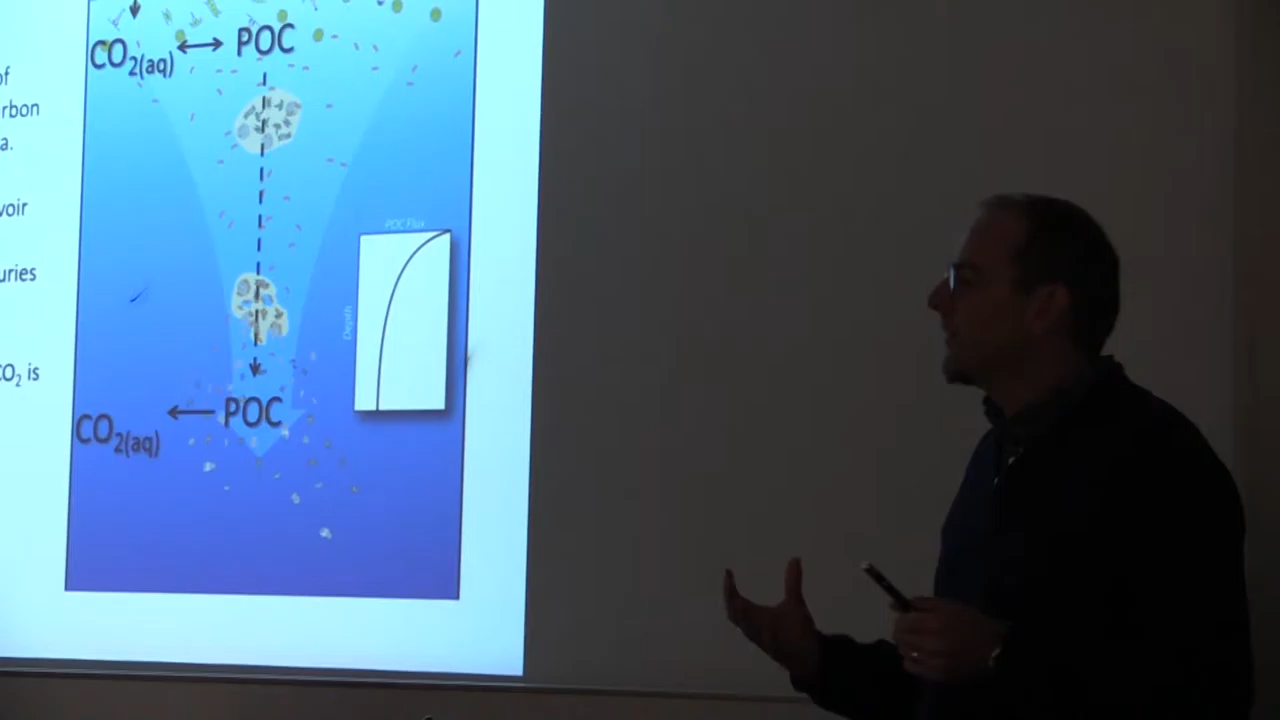 of
rbon
a.
voir
uries
CO₂ is
CO₂(aq) ↔ POC
POC Flux
Depth
CO₂(aq) ← POC